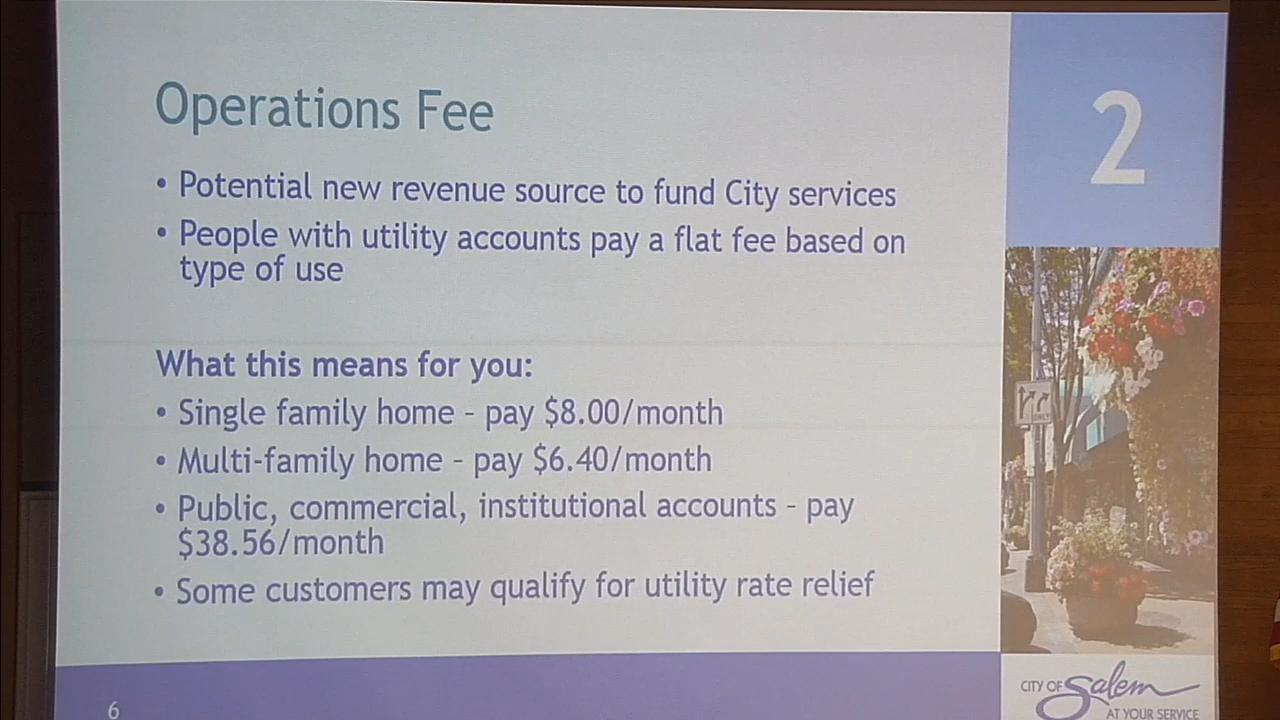 Operations Fee
2
• Potential new revenue source to fund City services
• People with utility accounts pay a flat fee based on
type of use
What this means for you:
• Single family home - pay $8.00/month
• Multi-family home - pay $6.40/month
• Public, commercial, institutional accounts - pay
$38.56/month
• Some customers may qualify for utility rate relief
ONLY
6
CITY OF Salem
AT YOUR SERVICE